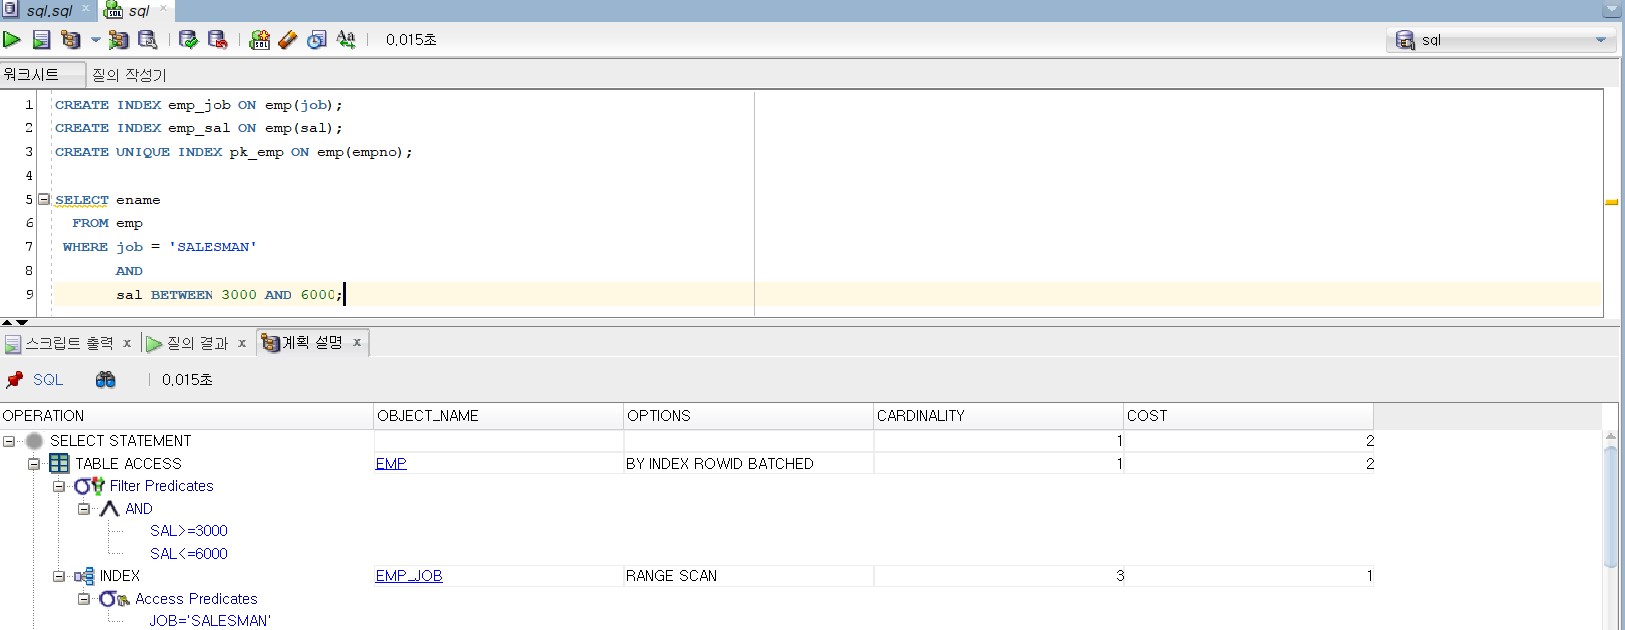 sql.sql
sql
0.015초
sql
워크시트
질의 작성기
1 CREATE INDEX emp_job ON emp(job);
2 CREATE INDEX emp_sal ON emp(sal);
3 CREATE UNIQUE INDEX pk_emp ON emp(empno);
4
5 SELECT ename
6 FROM emp
7 WHERE job = 'SALESMAN'
8 AND
9 sal BETWEEN 3000 AND 6000;
스크립트 출력 x 질의 결과 x 계획 설명 x
SQL 0.015초
OPERATION OBJECT_NAME OPTIONS CARDINALITY COST
SELECT STATEMENT 1 2
TABLE ACCESS EMP BY INDEX ROWID BATCHED 1 2
Filter Predicates
AND
SAL>=3000
SAL<=6000
INDEX EMP_JOB RANGE SCAN 3 1
Access Predicates
JOB='SALESMAN'